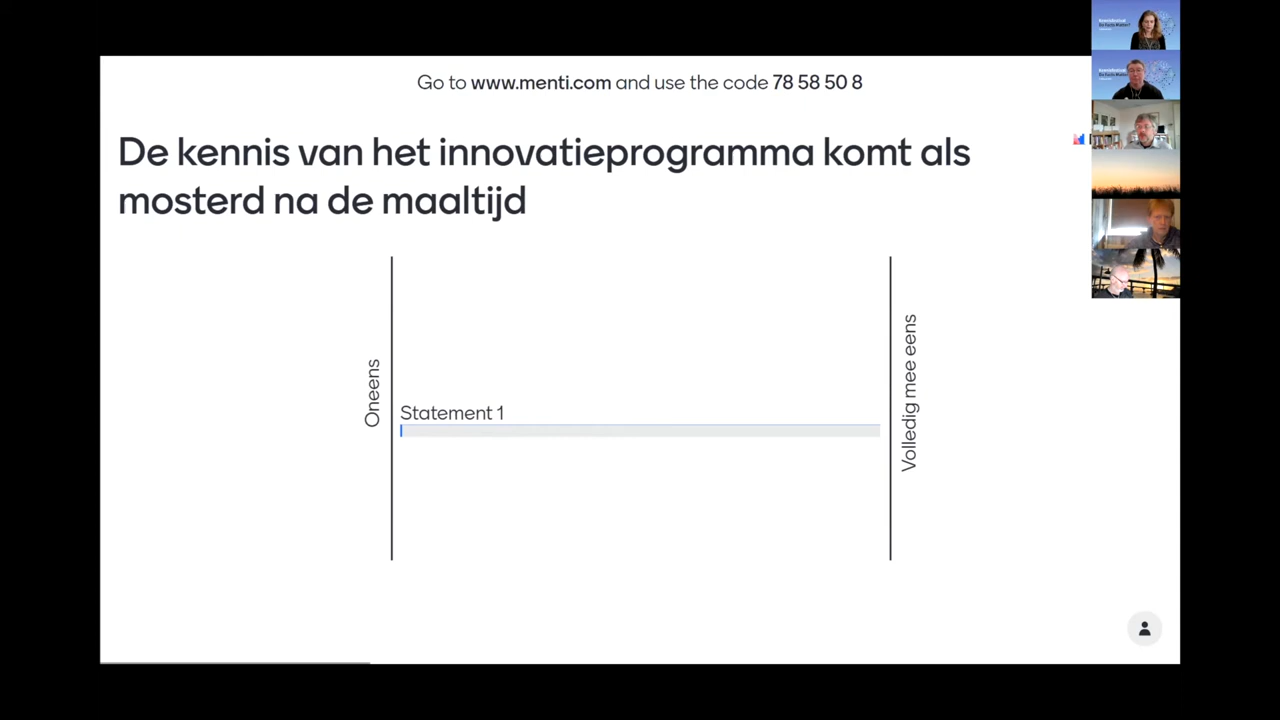 Go to www.menti.com and use the code 78 58 50 8
De kennis van het innovatieprogramma komt als
mosterd na de maaltijd
Oneens
Statement 1
Volledig mee eens